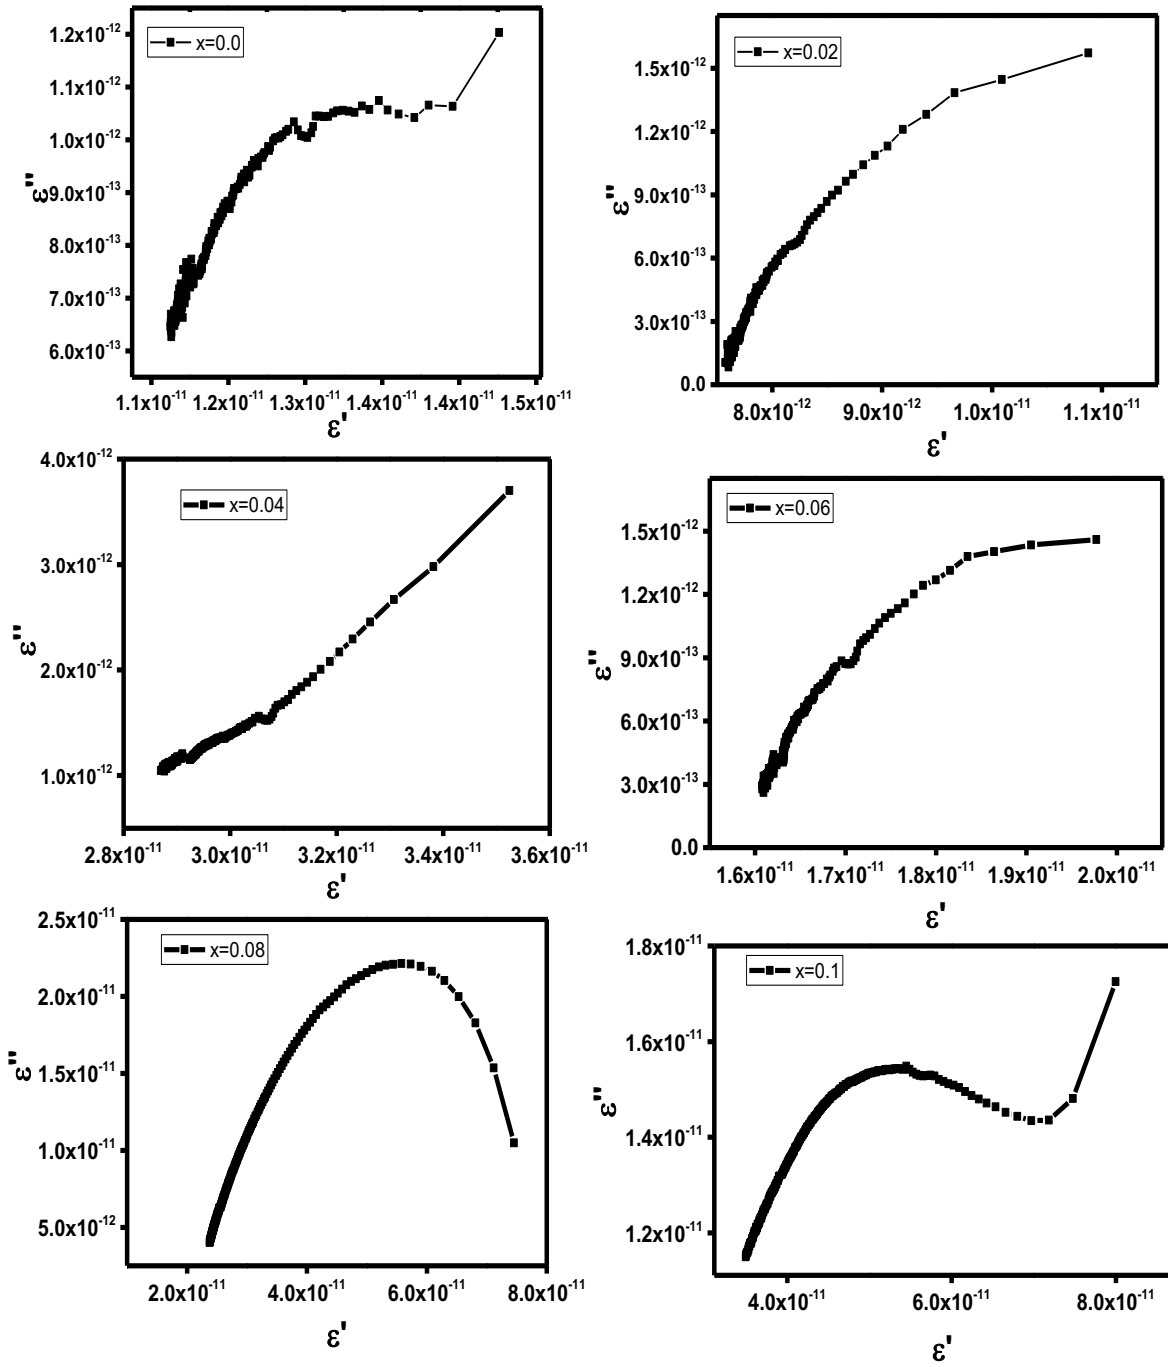 x=0.0
1.2x10⁻¹²
1.1x10⁻¹²
1.0x10⁻¹²
9.0x10⁻¹³
8.0x10⁻¹³
7.0x10⁻¹³
6.0x10⁻¹³
ε''
1.1x10⁻¹¹ 1.2x10⁻¹¹ 1.3x10⁻¹¹ 1.4x10⁻¹¹ 1.4x10⁻¹¹ 1.5x10⁻¹¹
ε'
x=0.02
1.5x10⁻¹²
1.2x10⁻¹²
9.0x10⁻¹³
6.0x10⁻¹³
3.0x10⁻¹³
0.0
ε''
8.0x10⁻¹² 9.0x10⁻¹² 1.0x10⁻¹¹ 1.1x10⁻¹¹
ε'
x=0.04
4.0x10⁻¹²
3.0x10⁻¹²
2.0x10⁻¹²
1.0x10⁻¹²
ε''
2.8x10⁻¹¹ 3.0x10⁻¹¹ 3.2x10⁻¹¹ 3.4x10⁻¹¹ 3.6x10⁻¹¹
ε'
x=0.06
1.5x10⁻¹²
1.2x10⁻¹²
9.0x10⁻¹³
6.0x10⁻¹³
3.0x10⁻¹³
0.0
ε''
1.6x10⁻¹¹ 1.7x10⁻¹¹ 1.8x10⁻¹¹ 1.9x10⁻¹¹ 2.0x10⁻¹¹
ε'
x=0.08
2.5x10⁻¹¹
2.0x10⁻¹¹
1.5x10⁻¹¹
1.0x10⁻¹¹
5.0x10⁻¹²
ε''
2.0x10⁻¹¹ 4.0x10⁻¹¹ 6.0x10⁻¹¹ 8.0x10⁻¹¹
ε'
x=0.1
1.8x10⁻¹¹
1.6x10⁻¹¹
1.4x10⁻¹¹
1.2x10⁻¹¹
ε''
4.0x10⁻¹¹ 6.0x10⁻¹¹ 8.0x10⁻¹¹
ε'